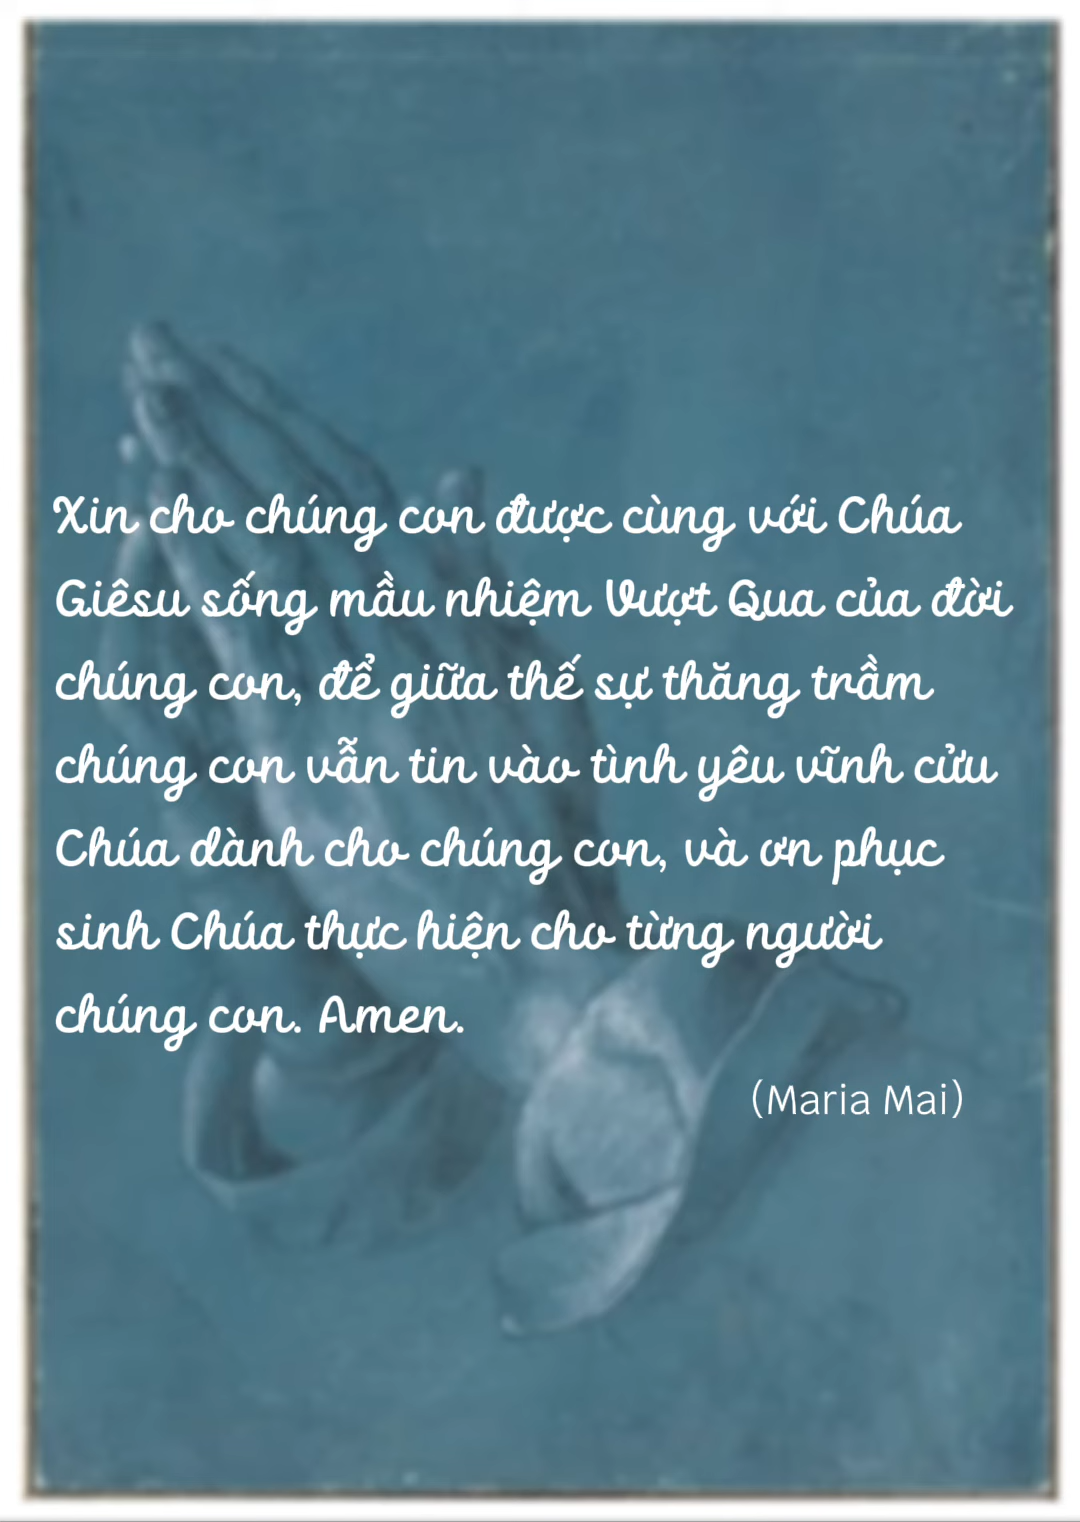 Xin cho chúng con được cùng với Chúa
Giêsu sống mầu nhiệm Vượt Qua của đời
chúng con, để giữa thế sự thăng trầm
chúng con vẫn tin vào tình yêu vĩnh cửu
Chúa dành cho chúng con, và ơn phục
sinh Chúa thực hiện cho từng người
chúng con. Amen.
(Maria Mai)